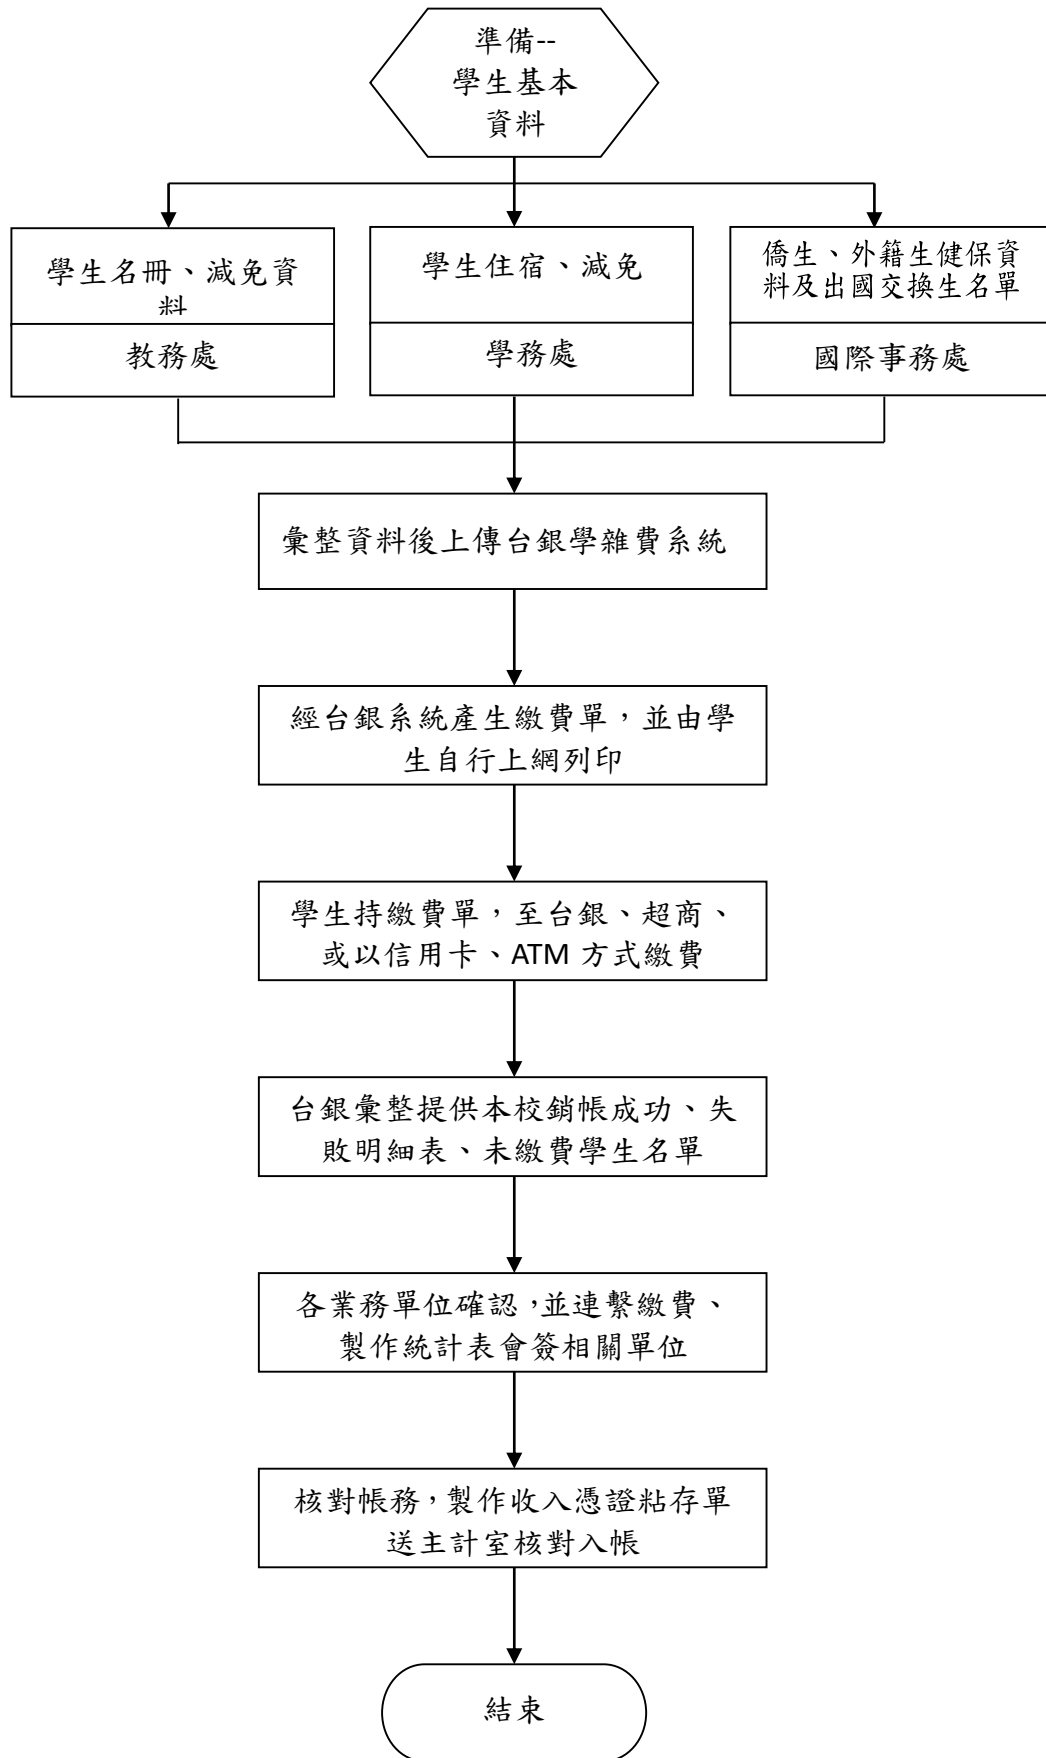 準備--
學生基本
資料
學生名冊、減免資
料
教務處
學生住宿、減免
學務處
僑生、外籍生健保資
料及出國交換生名單
國際事務處
彙整資料後上傳台銀學雜費系統
經台銀系統產生繳費單，並由學
生自行上網列印
學生持繳費單，至台銀、超商、
或以信用卡、ATM 方式繳費
台銀彙整提供本校銷帳成功、失
敗明細表、未繳費學生名單
各業務單位確認，並連繫繳費、
製作統計表會簽相關單位
核對帳務，製作收入憑證粘存單
送主計室核對入帳
結束